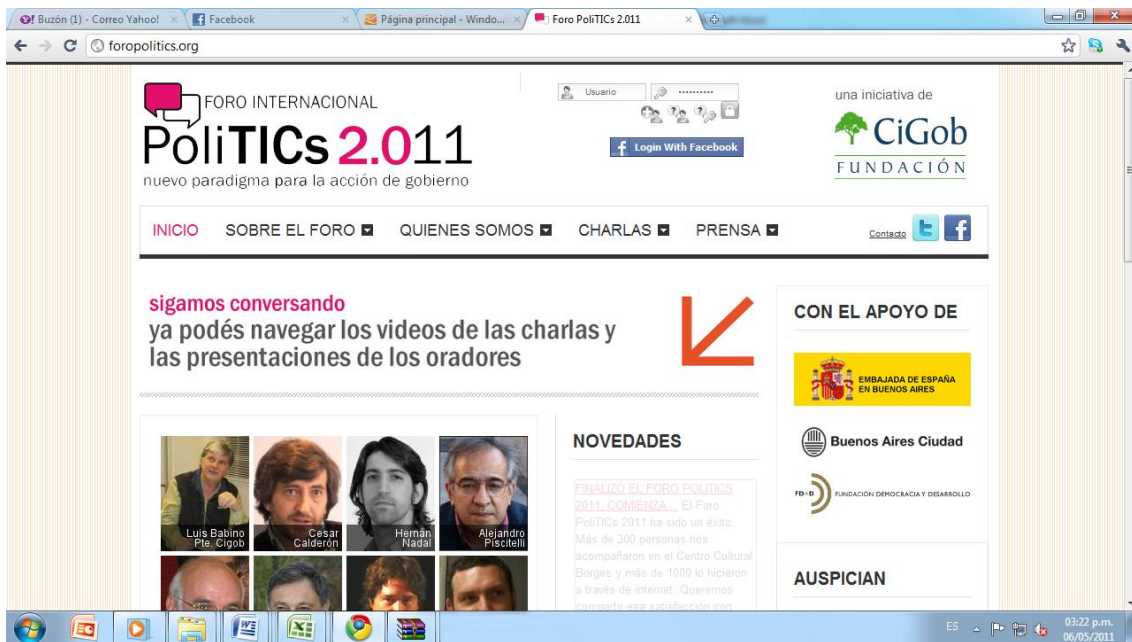 Buzón (1) - Correo Yahoo!
Facebook
Página principal - Windo...
Foro PoliTICs 2.011
foropolitics.org
FORO INTERNACIONAL
PoliTICs 2.011
nuevo paradigma para la acción de gobierno
Usuario
Login With Facebook
una iniciativa de
CiGob
FUNDACIÓN
INICIO SOBRE EL FORO QUIENES SOMOS CHARLAS PRENSA
Contacto
sigamos conversando
ya podés navegar los videos de las charlas y
las presentaciones de los oradores
CON EL APOYO DE
EMBAJADA DE ESPAÑA
EN BUENOS AIRES
Buenos Aires Ciudad
FD+D
FUNDACIÓN DEMOCRACIA Y DESARROLLO
AUSPICIAN
Luis Babino
Pte. Cigob
Cesar
Calderón
Hernán
Nadal
Alejandro
Piscitelli
NOVEDADES
FINALIZÓ EL FORO POLITICS
2011. COMIENZA... El Foro
PoliTICs 2011 ha sido un éxito.
Más de 300 personas nos
acompañaron en el Centro Cultural
Borges y más de 1000 lo hicieron
a través de internet. Queremos
compartir esa satisfacción con
ES
03:22 p.m.
06/05/2011